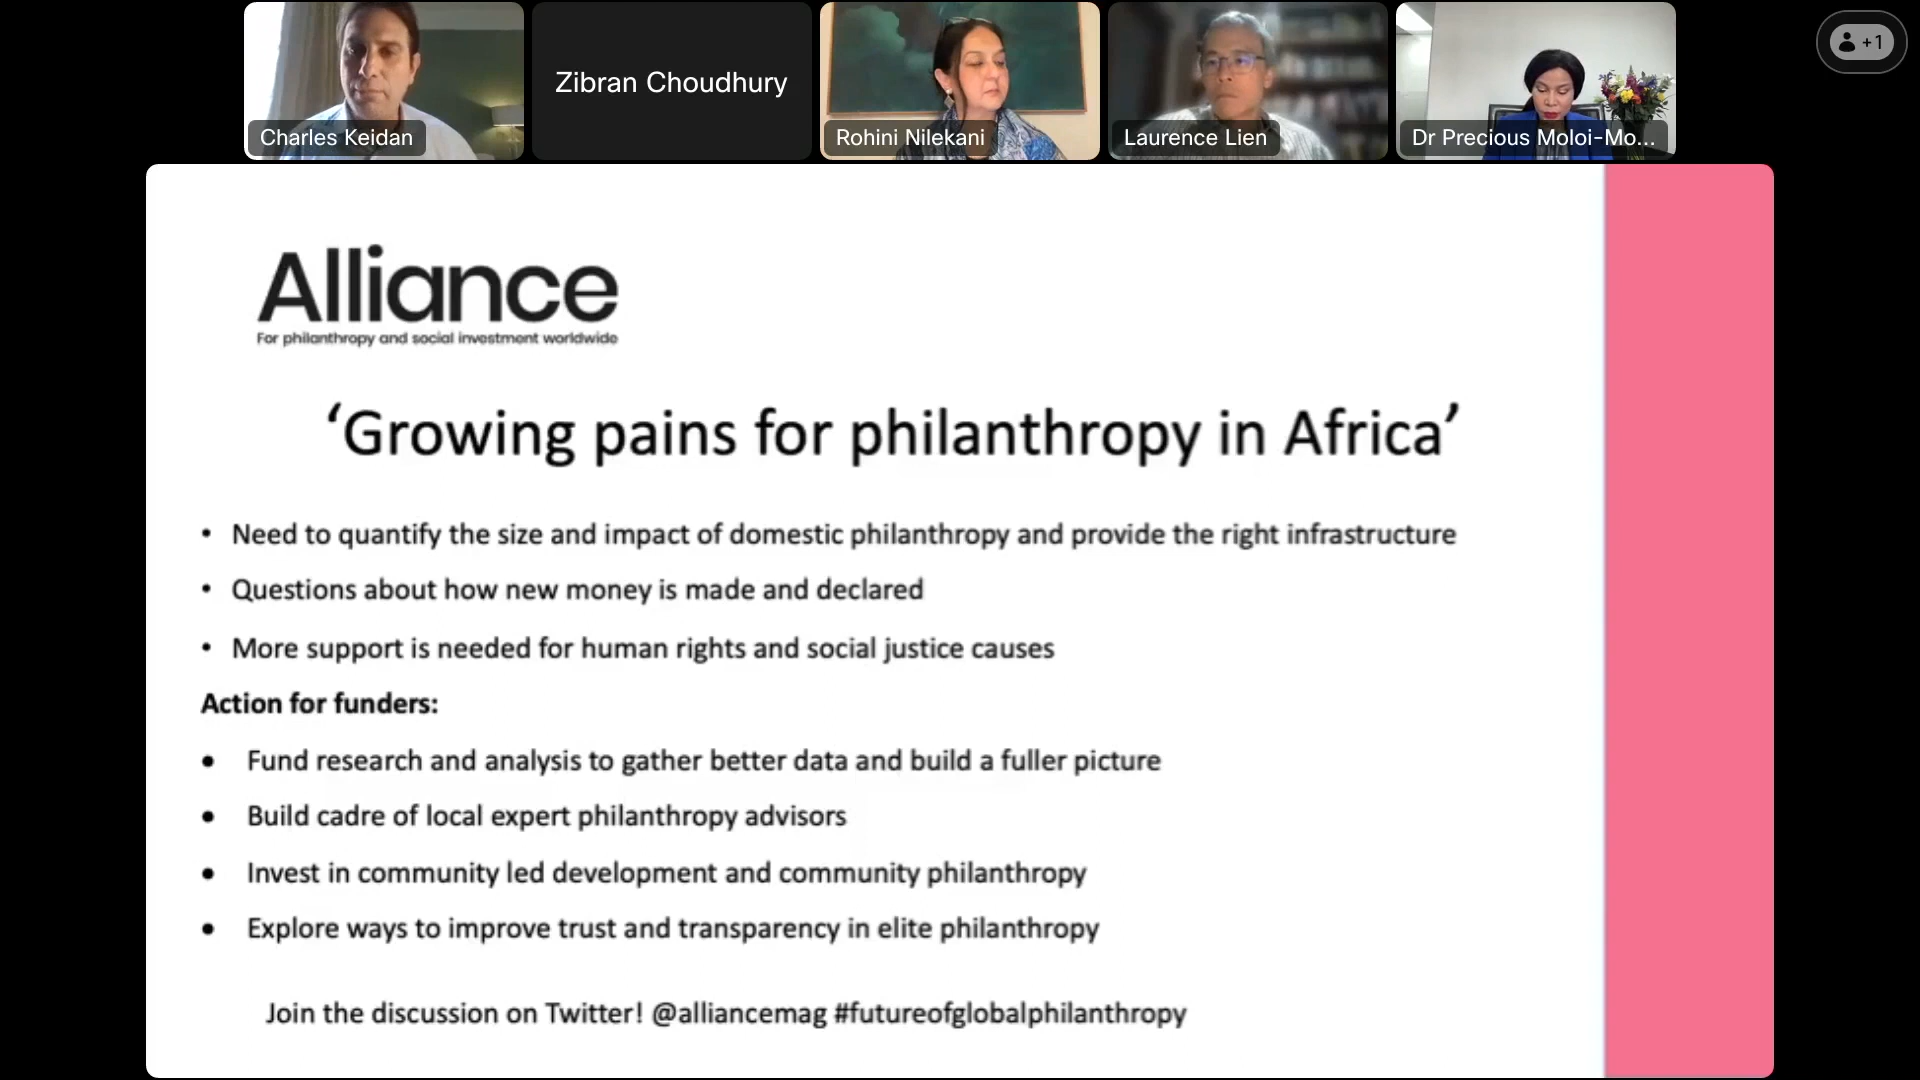 Charles Keidan
Zibran Choudhury
Rohini Nilekani
Laurence Lien
Dr Precious Moloi-Mo...
+1
Alliance
For philanthropy and social investment worldwide
‘Growing pains for philanthropy in Africa’
• Need to quantify the size and impact of domestic philanthropy and provide the right infrastructure
• Questions about how new money is made and declared
• More support is needed for human rights and social justice causes
Action for funders:
• Fund research and analysis to gather better data and build a fuller picture
• Build cadre of local expert philanthropy advisors
• Invest in community led development and community philanthropy
• Explore ways to improve trust and transparency in elite philanthropy
Join the discussion on Twitter! @alliancemag #futureofglobalphilanthropy